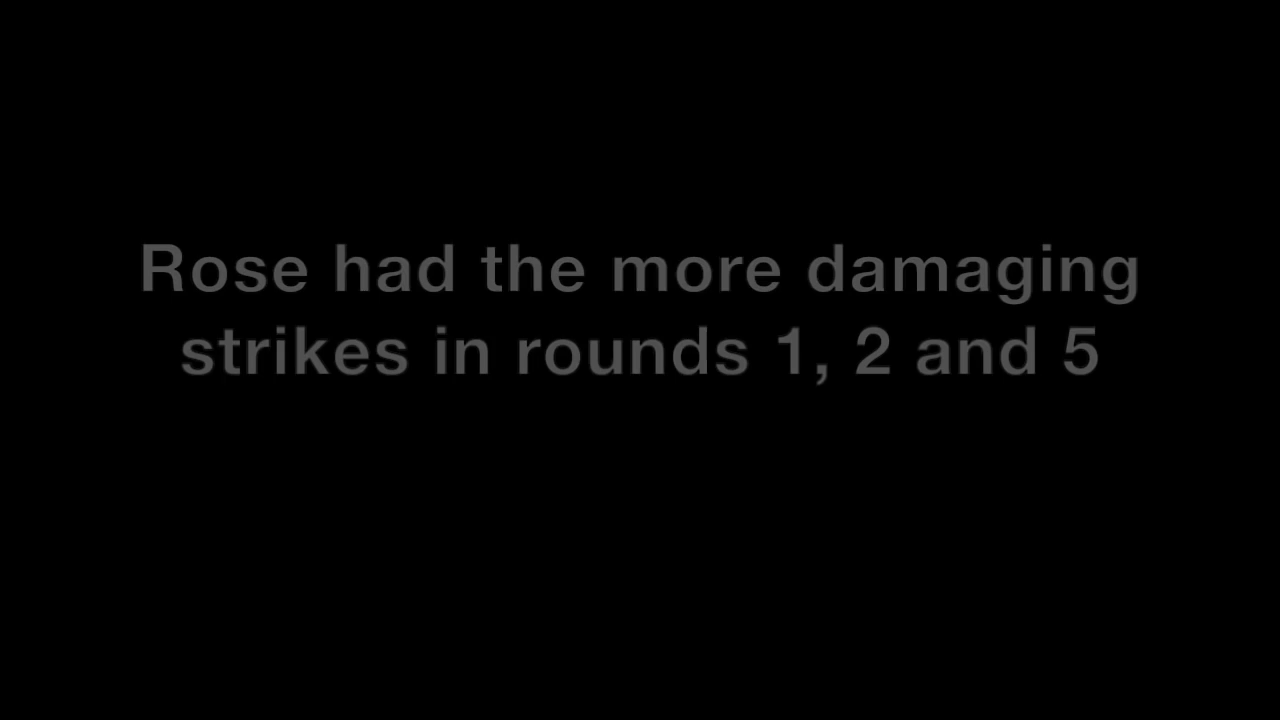 Rose had the more damaging
strikes in rounds 1, 2 and 5